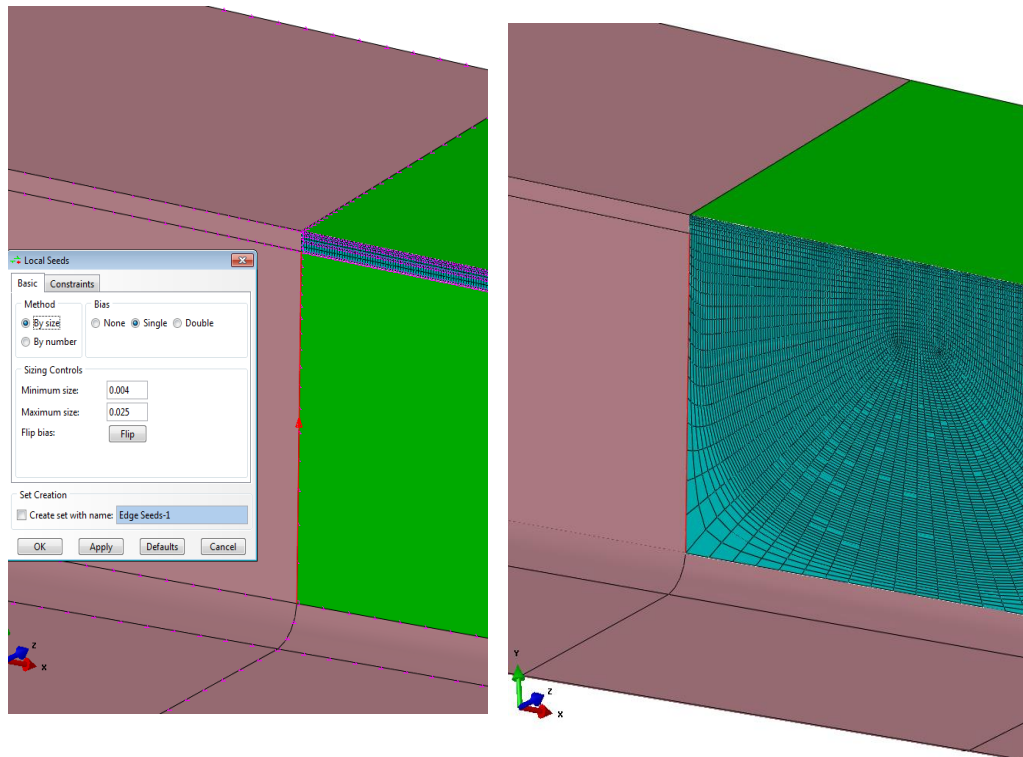 Local Seeds
Basic Constraints
Method Bias
By size None Single Double
By number
Sizing Controls
Minimum size: 0.004
Maximum size: 0.025
Flip bias: Flip
Set Creation
Create set with name: Edge Seeds-1
OK Apply Defaults Cancel
Z
X
Y
Z
X